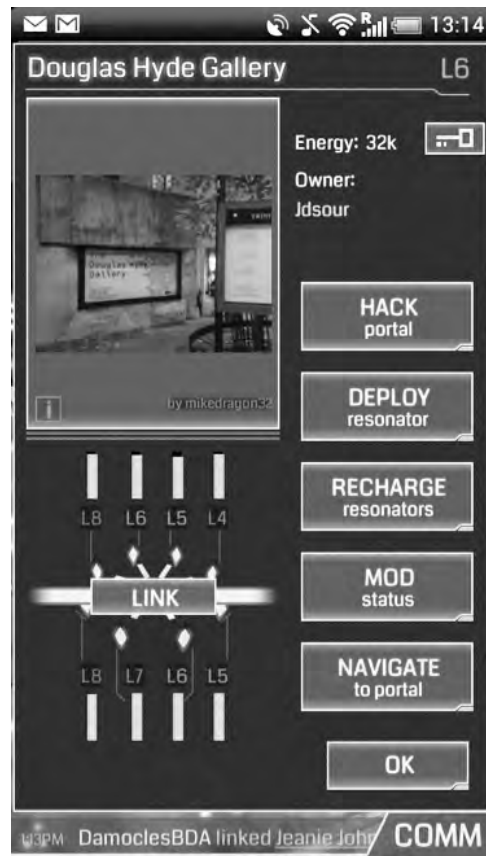 R
13:14
Douglas Hyde Gallery L6
Energy: 32k
Owner:
Jdsour
Douglas Hyde
Gallery
i by mikedragon32
HACK
portal
DEPLOY
resonator
L8 L6 L5 L4
RECHARGE
resonators
LINK
MOD
status
L8 L7 L6 L5
NAVIGATE
to portal
OK
DamoclesBDA linked Jeanie John
COMM